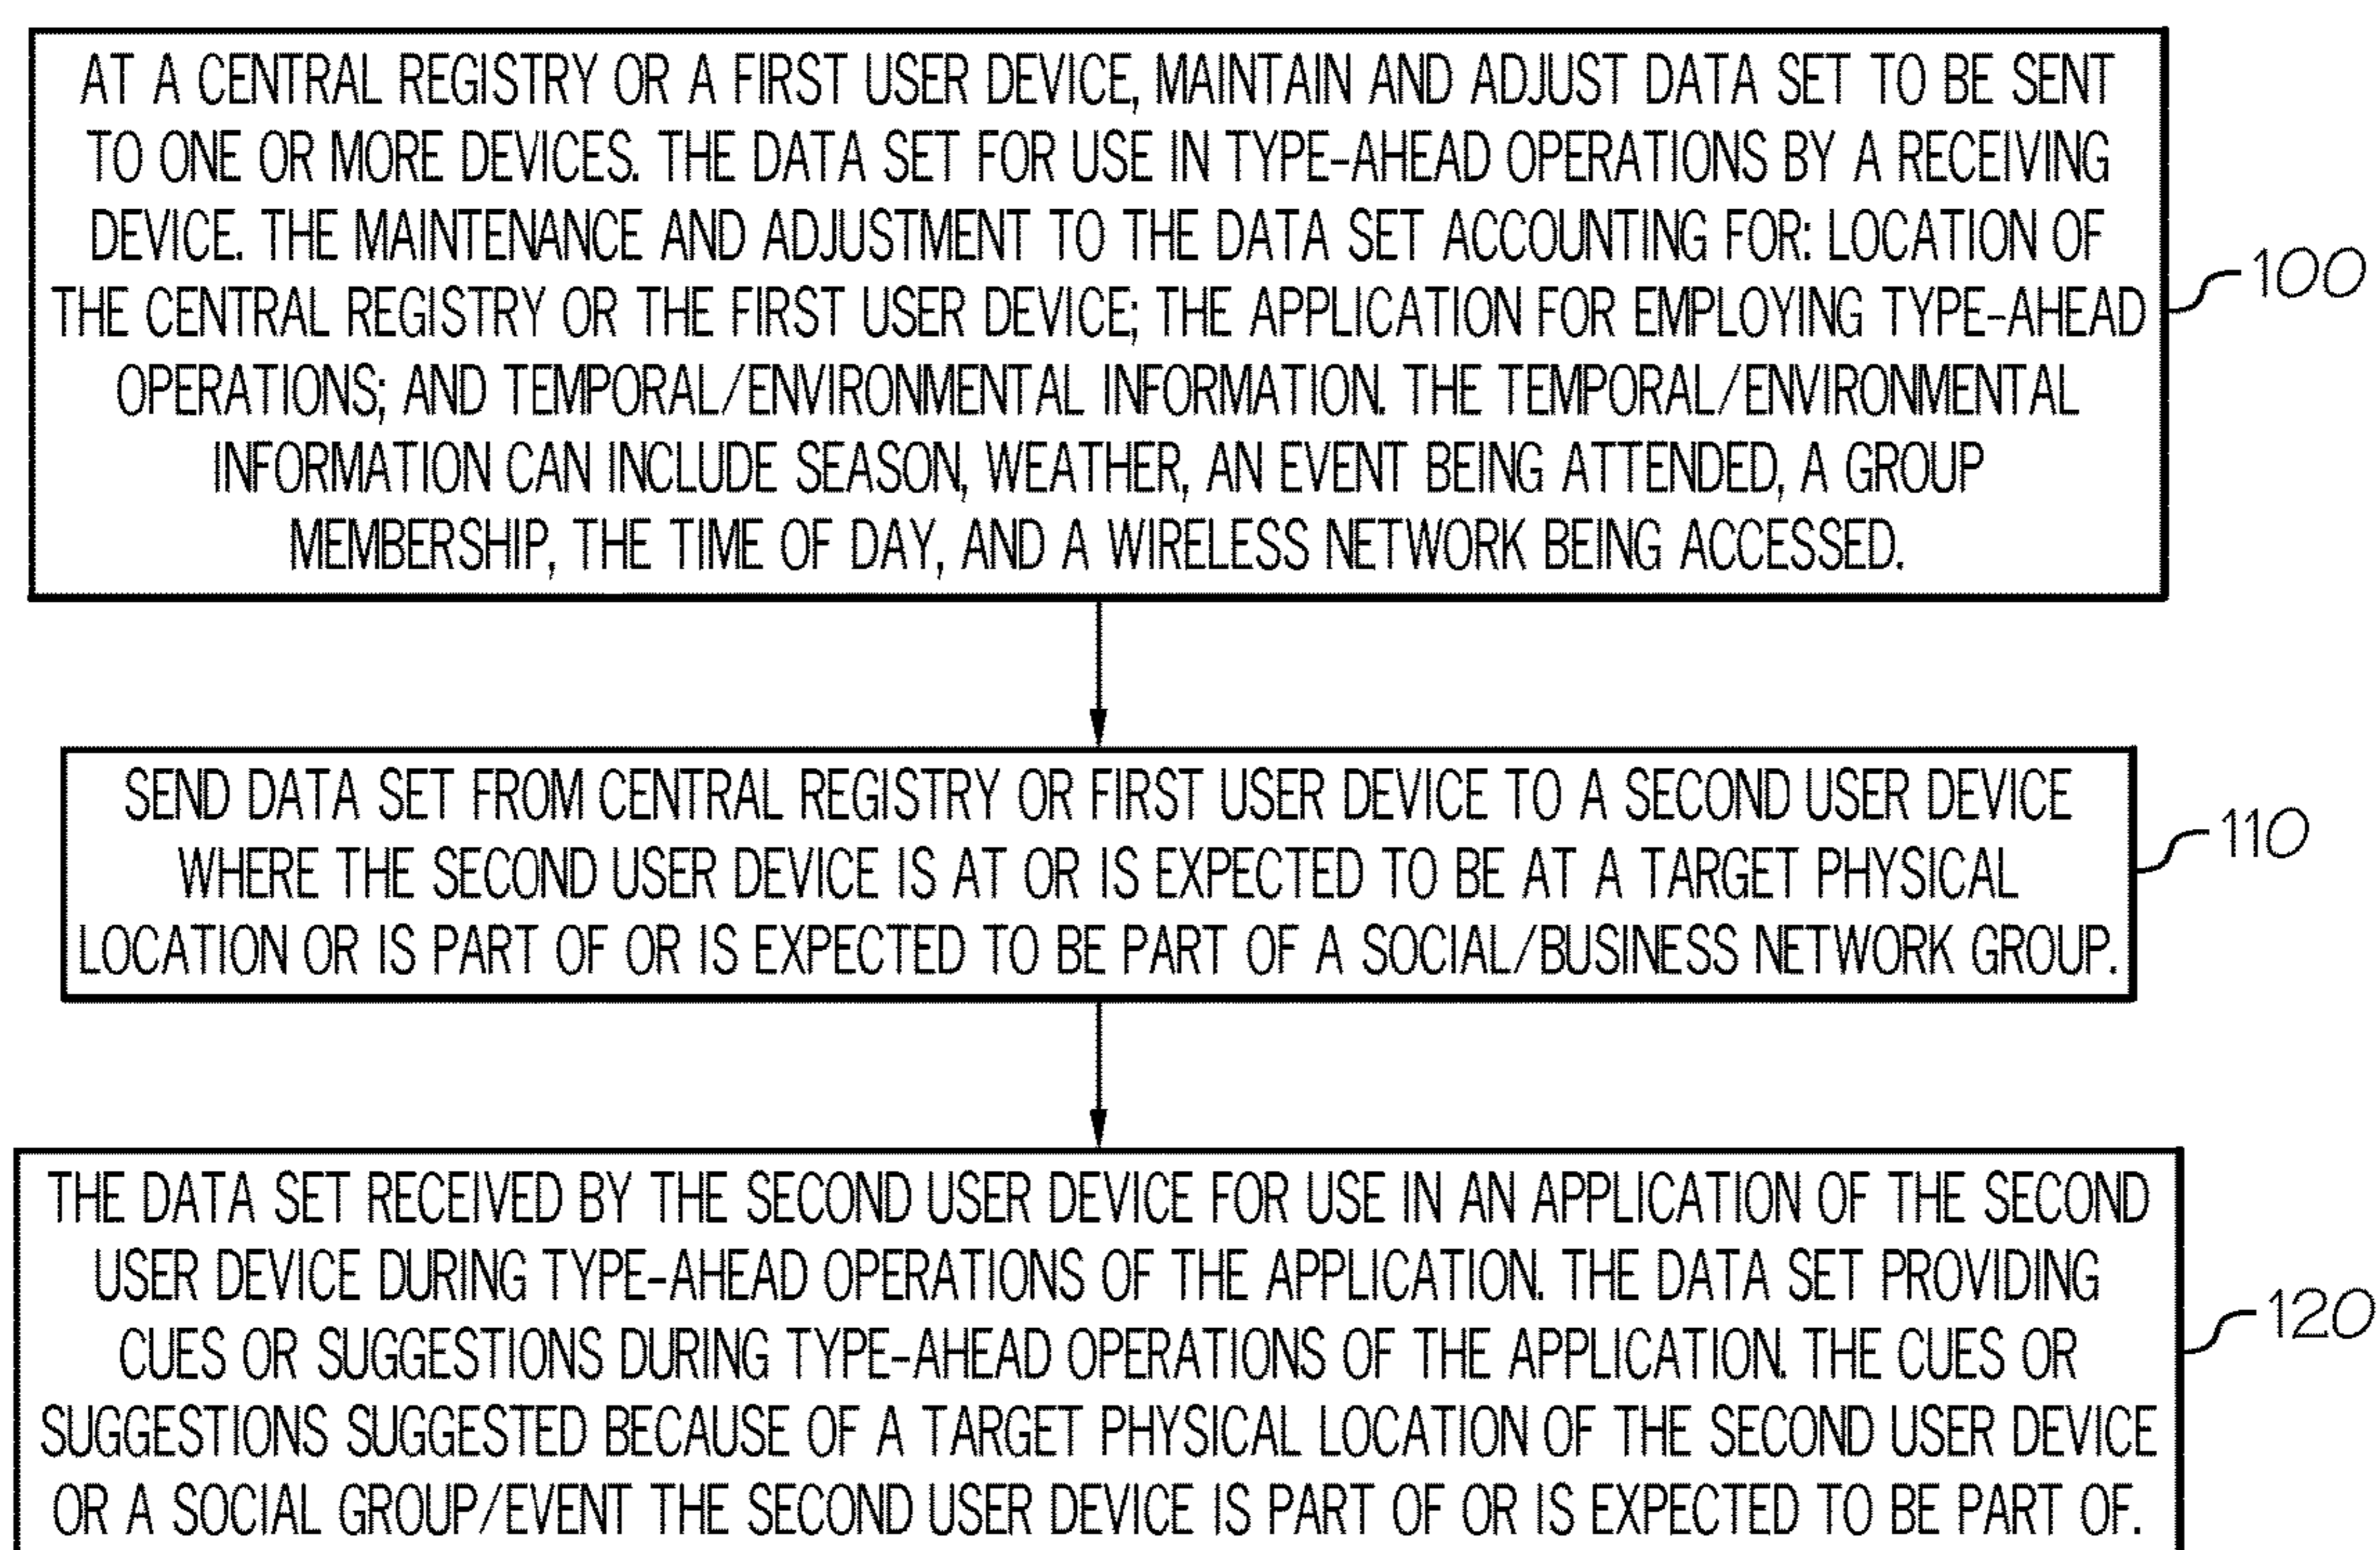 AT A CENTRAL REGISTRY OR A FIRST USER DEVICE, MAINTAIN AND ADJUST DATA SET TO BE SENT
TO ONE OR MORE DEVICES. THE DATA SET FOR USE IN TYPE-AHEAD OPERATIONS BY A RECEIVING
DEVICE. THE MAINTENANCE AND ADJUSTMENT TO THE DATA SET ACCOUNTING FOR: LOCATION OF
THE CENTRAL REGISTRY OR THE FIRST USER DEVICE; THE APPLICATION FOR EMPLOYING TYPE-AHEAD
OPERATIONS; AND TEMPORAL/ENVIRONMENTAL INFORMATION. THE TEMPORAL/ENVIRONMENTAL
INFORMATION CAN INCLUDE SEASON, WEATHER, AN EVENT BEING ATTENDED, A GROUP
MEMBERSHIP, THE TIME OF DAY, AND A WIRELESS NETWORK BEING ACCESSED.
100
SEND DATA SET FROM CENTRAL REGISTRY OR FIRST USER DEVICE TO A SECOND USER DEVICE
WHERE THE SECOND USER DEVICE IS AT OR IS EXPECTED TO BE AT A TARGET PHYSICAL
LOCATION OR IS PART OF OR IS EXPECTED TO BE PART OF A SOCIAL/BUSINESS NETWORK GROUP.
110
THE DATA SET RECEIVED BY THE SECOND USER DEVICE FOR USE IN AN APPLICATION OF THE SECOND
USER DEVICE DURING TYPE-AHEAD OPERATIONS OF THE APPLICATION. THE DATA SET PROVIDING
CUES OR SUGGESTIONS DURING TYPE-AHEAD OPERATIONS OF THE APPLICATION. THE CUES OR
SUGGESTIONS SUGGESTED BECAUSE OF A TARGET PHYSICAL LOCATION OF THE SECOND USER DEVICE
OR A SOCIAL GROUP/EVENT THE SECOND USER DEVICE IS PART OF OR IS EXPECTED TO BE PART OF.
120